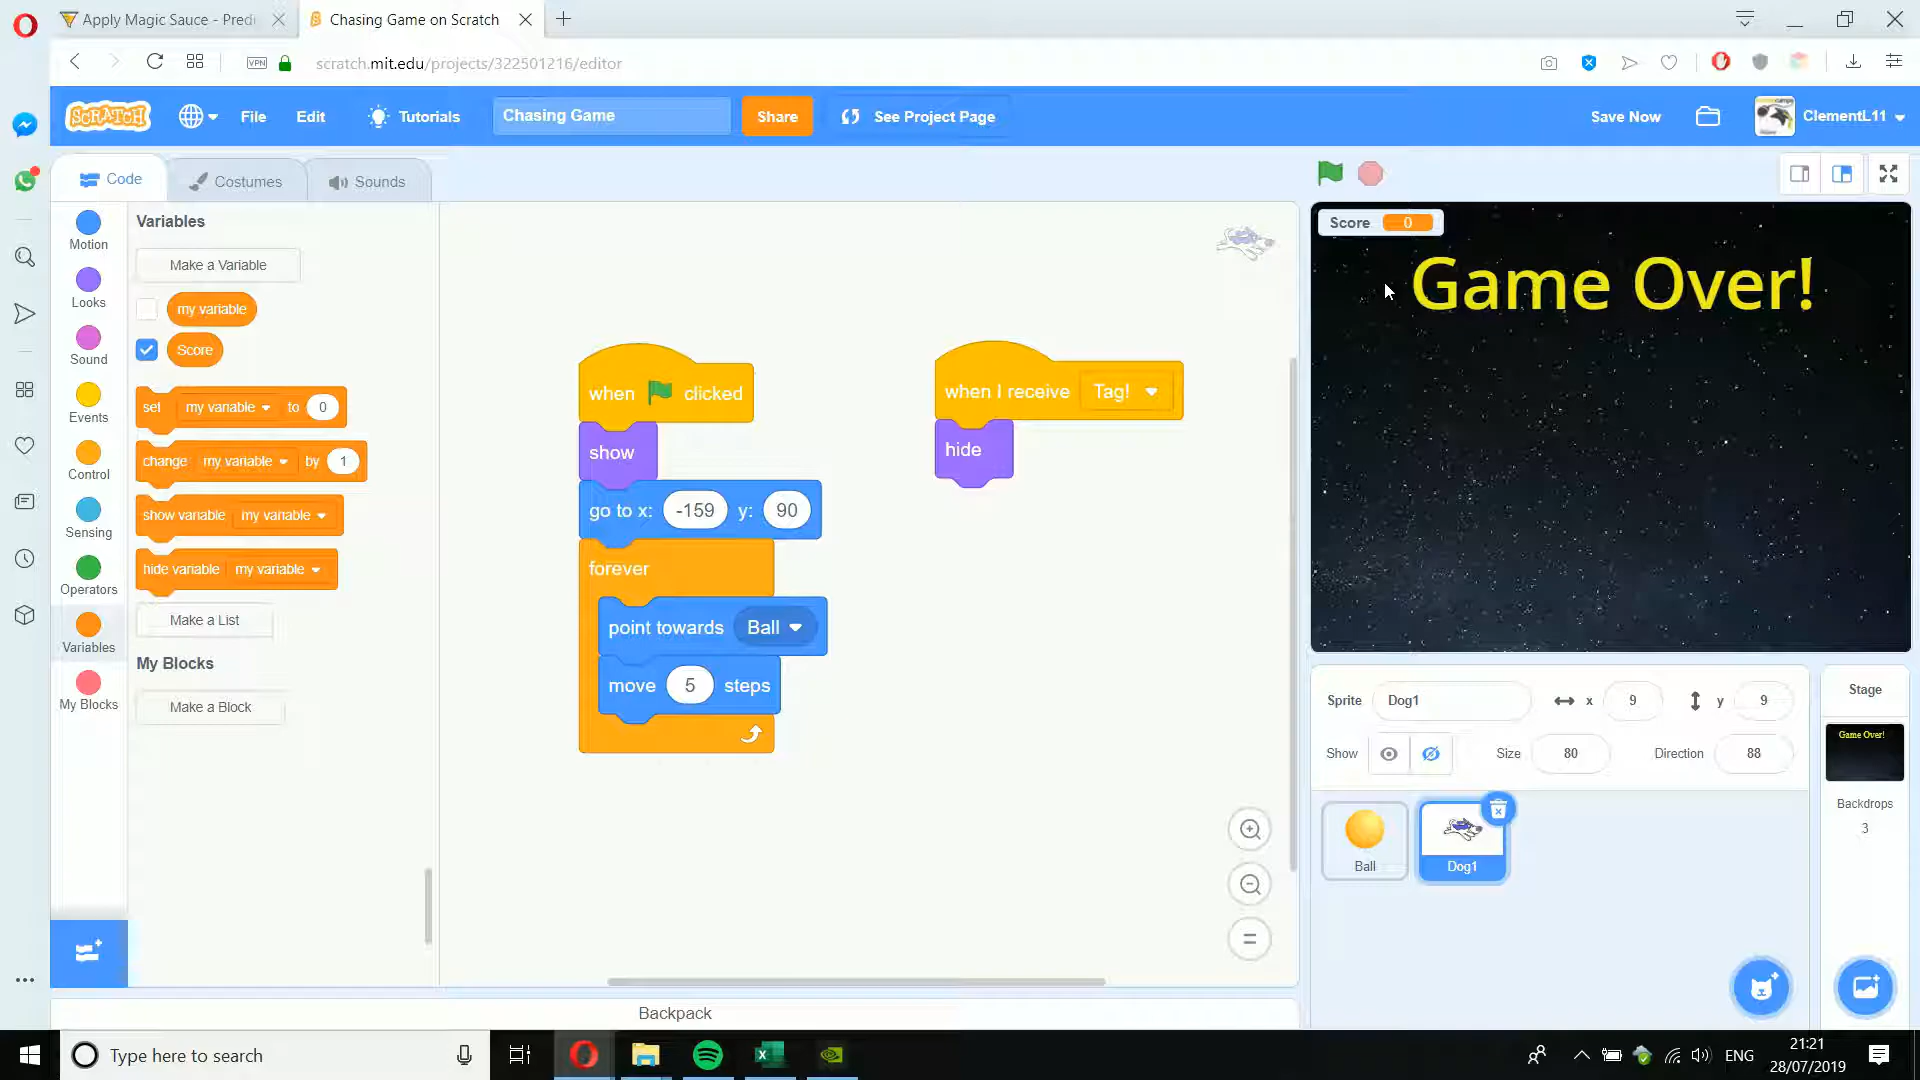 Apply Magic Sauce - Predi
Chasing Game on Scratch
VPN
scratch.mit.edu/projects/322501216/editor
SCRATCH
File
Edit
Tutorials
Chasing Game
Share
See Project Page
Save Now
ClementL11
Code
Costumes
Sounds
Motion
Looks
Sound
Events
Control
Sensing
Operators
Variables
My Blocks
Variables
Make a Variable
my variable
Score
set my variable to 0
change my variable by 1
show variable my variable
hide variable my variable
Make a List
My Blocks
Make a Block
when clicked
show
go to x: -159 y: 90
forever
point towards Ball
move 5 steps
when I receive Tag!
hide
Score 0
Game Over!
Sprite Dog1 x 9 y 9
Show Size 80 Direction 88
Ball
Dog1
Stage
Game Over!
Backdrops
3
Backpack
Type here to search
ENG
21:21
28/07/2019